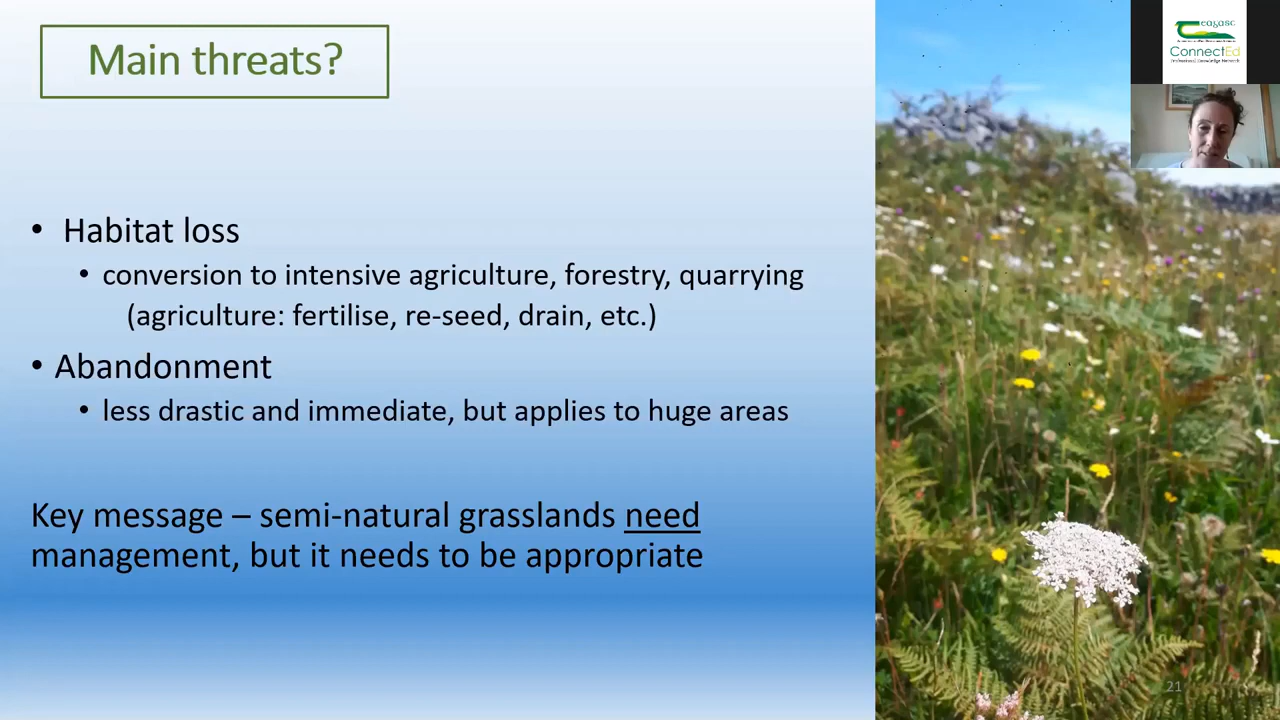 Main threats?
• Habitat loss
• conversion to intensive agriculture, forestry, quarrying
(agriculture: fertilise, re-seed, drain, etc.)
• Abandonment
• less drastic and immediate, but applies to huge areas
Key message – semi-natural grasslands need
management, but it needs to be appropriate
eagasc
ConnectEd
21